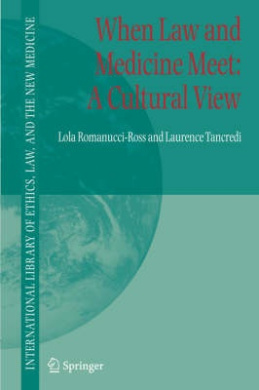 When Law and
Medicine Meet:
A Cultural View
Lola Romanucci-Ross and Laurence Tancredi
INTERNATIONAL LIBRARY OF ETHICS, LAW, AND THE NEW MEDICINE
Springer